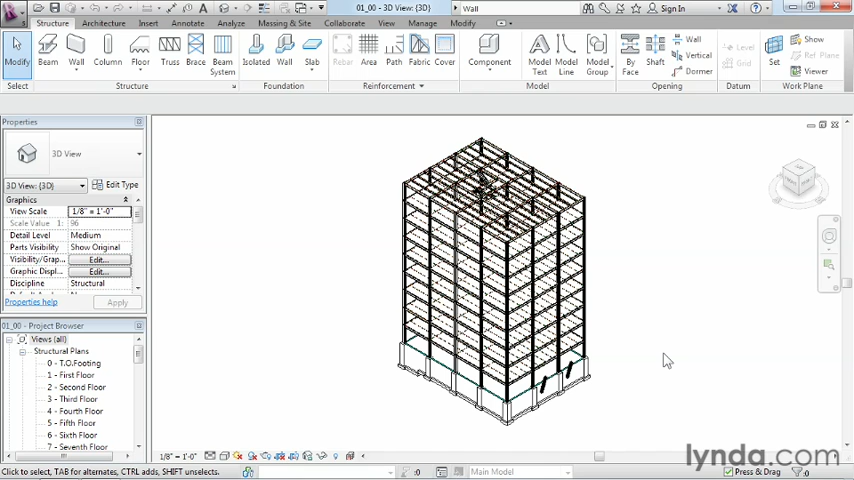 01_00 - 3D View: {3D}
Wall
Sign In
Structure Architecture Insert Annotate Analyze Massing & Site Collaborate View Manage Modify
Modify Beam Wall Column Floor Truss Brace Beam System Isolated Wall Slab Rebar Area Path Fabric Cover Component Model Text Model Line Model Group By Face Shaft Wall Vertical Dormer Level Grid Set Show Ref Plane Viewer
Select Structure Foundation Reinforcement Model Opening Datum Work Plane
Properties
3D View
3D View: {3D} Edit Type
Graphics
View Scale 1/8" = 1'-0"
Scale Value 1: 96
Detail Level Medium
Parts Visibility Show Original
Visibility/Grap... Edit...
Graphic Displ... Edit...
Discipline Structural
Properties help Apply
01_00 - Project Browser
Views (all)
Structural Plans
0 - T.O.Footing
1 - First Floor
2 - Second Floor
3 - Third Floor
4 - Fourth Floor
5 - Fifth Floor
6 - Sixth Floor
7 - Seventh Floor
1/8" = 1'-0"
lynda.com
Click to select, TAB for alternates, CTRL adds, SHIFT unselects.
:0
Main Model
Press & Drag
:0